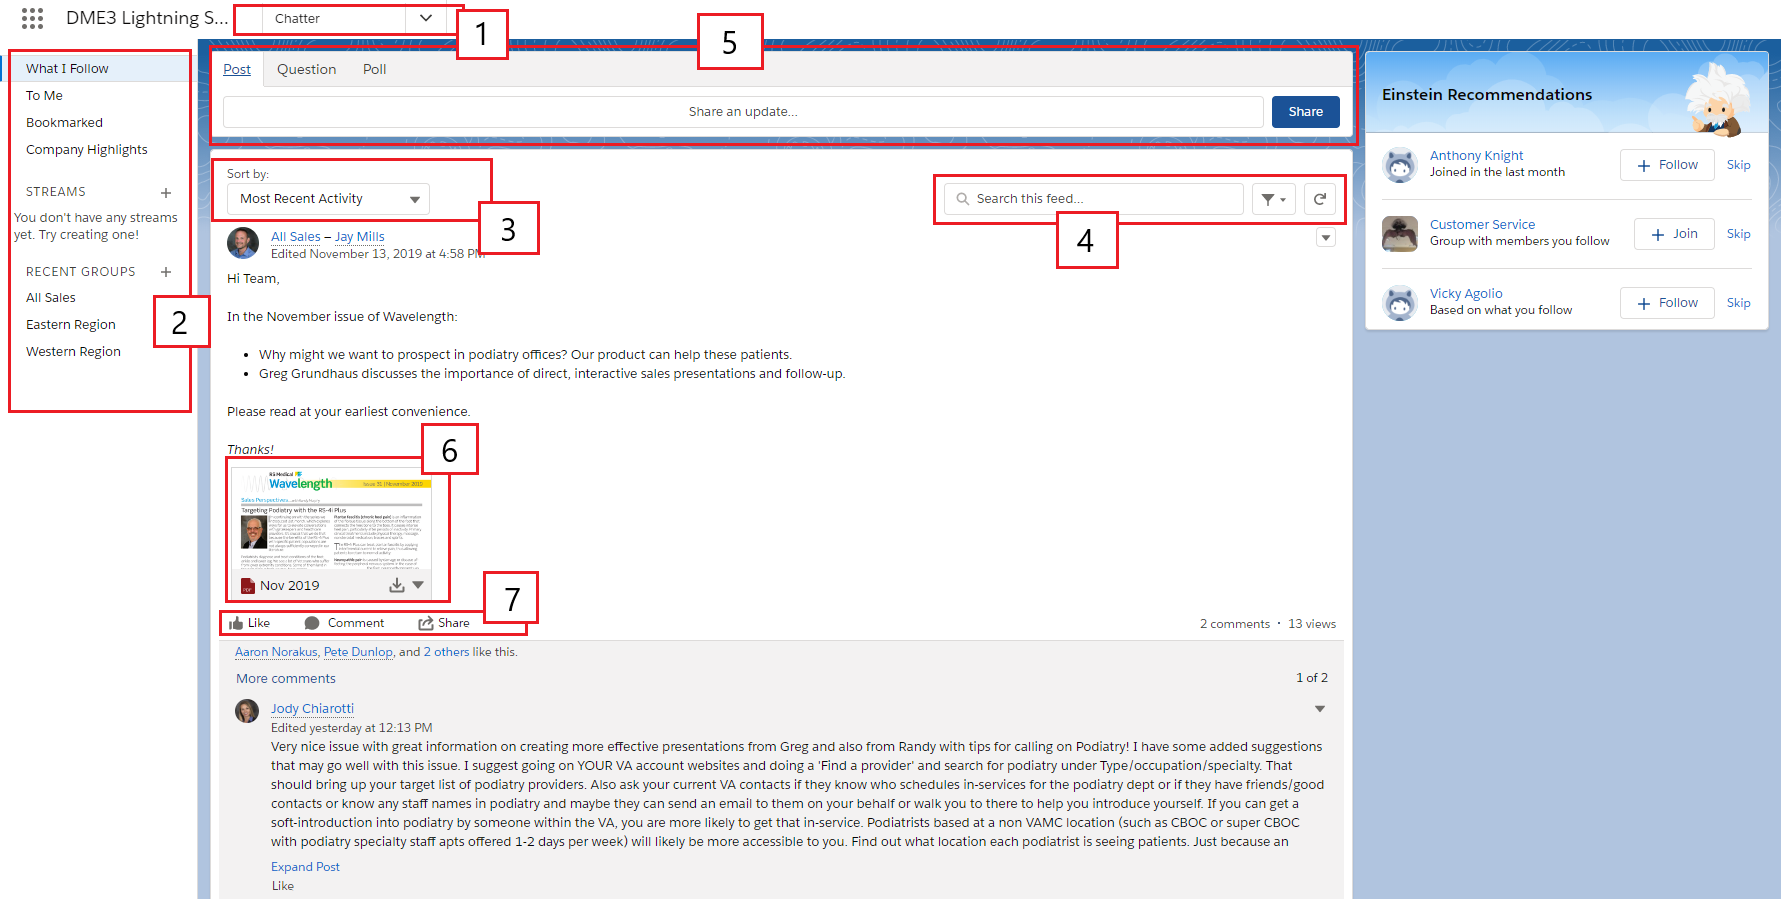 DME3 Lightning S...
Chatter
1
5
What I Follow
To Me
Bookmarked
Company Highlights
STREAMS
You don't have any streams
yet. Try creating one!
RECENT GROUPS
All Sales
Eastern Region
Western Region
2
Post Question Poll
Share an update...
Share
Sort by:
Most Recent Activity
3
Search this feed...
4
All Sales – Jay Mills
Edited November 13, 2019 at 4:58 PM
Hi Team,
In the November issue of Wavelength:
• Why might we want to prospect in podiatry offices? Our product can help these patients.
• Greg Grundhaus discusses the importance of direct, interactive sales presentations and follow-up.
Please read at your earliest convenience.
Thanks!
6
RS Medical
Wavelength
Issue 31 | November 2019
Sales Perspectives
Targeting Podiatry with the RS-4i Plus
PDF
Nov 2019
7
Like Comment Share
2 comments · 13 views
Aaron Norakus, Pete Dunlop, and 2 others like this.
More comments
1 of 2
Jody Chiarotti
Edited yesterday at 12:13 PM
Very nice issue with great information on creating more effective presentations from Greg and also from Randy with tips for calling on Podiatry! I have some added suggestions
that may go well with this issue. I suggest going on YOUR VA account websites and doing a 'Find a provider' and search for podiatry under Type/occupation/specialty. That
should bring up your target list of podiatry providers. Also ask your current VA contacts if they know who schedules in-services for the podiatry dept or if they have friends/good
contacts or know any staff names in podiatry and maybe they can send an email to them on your behalf or walk you to there to help you introduce yourself. If you can get a
soft-introduction into podiatry by someone within the VA, you are more likely to get that in-service. Podiatrists based at a non VAMC location (such as CBOC or super CBOC
with podiatry specialty staff apts offered 1-2 days per week) will likely be more accessible to you. Find out what location each podiatrist is seeing patients. Just because an
Expand Post
Like
Einstein Recommendations
Anthony Knight
Joined in the last month
Follow
Skip
Customer Service
Group with members you follow
Join
Skip
Vicky Agolio
Based on what you follow
Follow
Skip